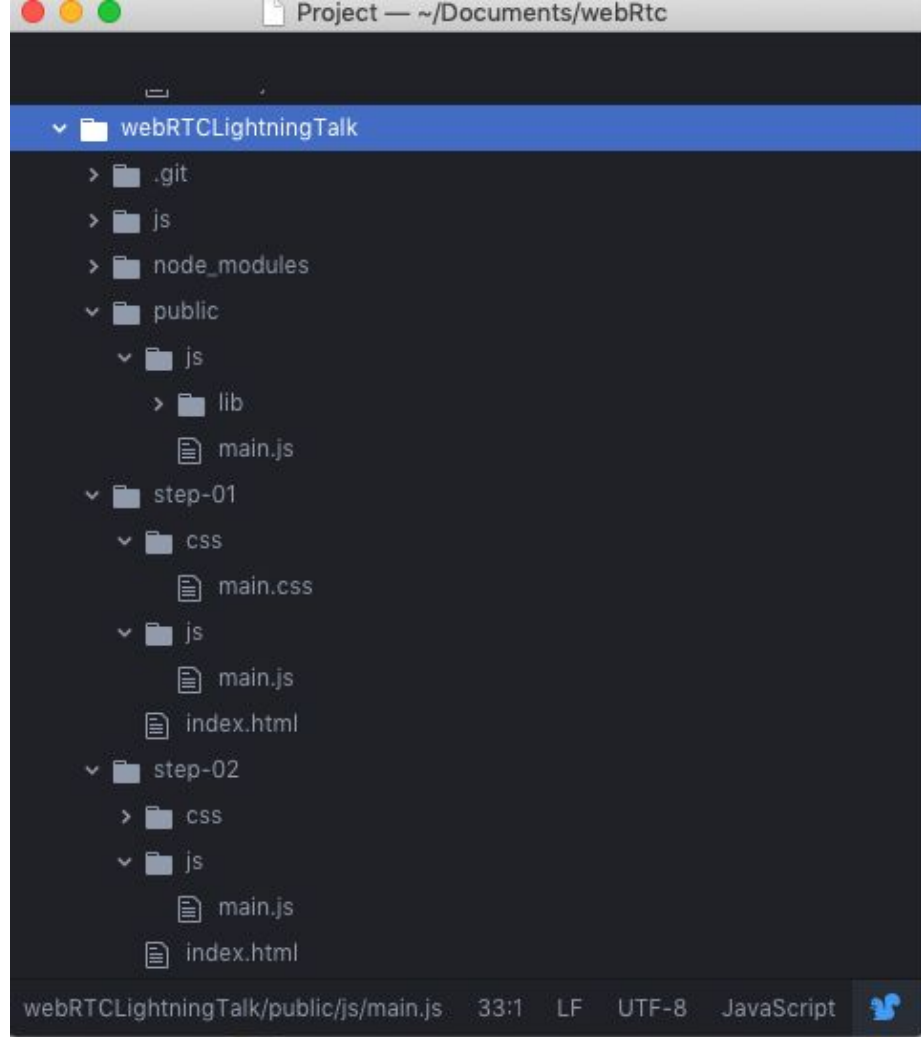 Project — ~/Documents/webRtc
webRTCLightningTalk
.git
js
node_modules
public
js
lib
main.js
step-01
css
main.css
js
main.js
index.html
step-02
css
js
main.js
index.html
webRTCLightningTalk/public/js/main.js 33:1 LF UTF-8 JavaScript